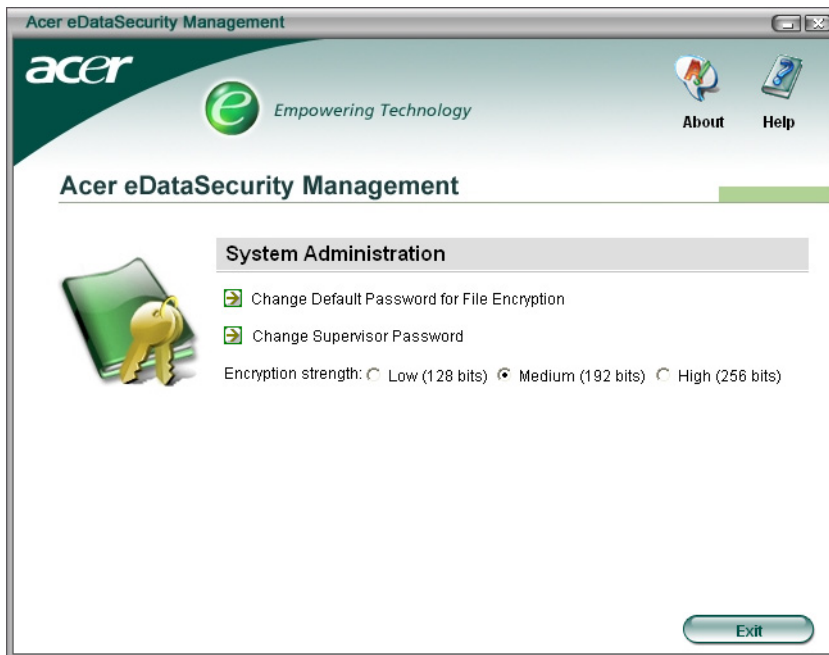 Acer eDataSecurity Management
acer
e Empowering Technology
About Help
Acer eDataSecurity Management
System Administration
Change Default Password for File Encryption
Change Supervisor Password
Encryption strength: Low (128 bits) Medium (192 bits) High (256 bits)
Exit